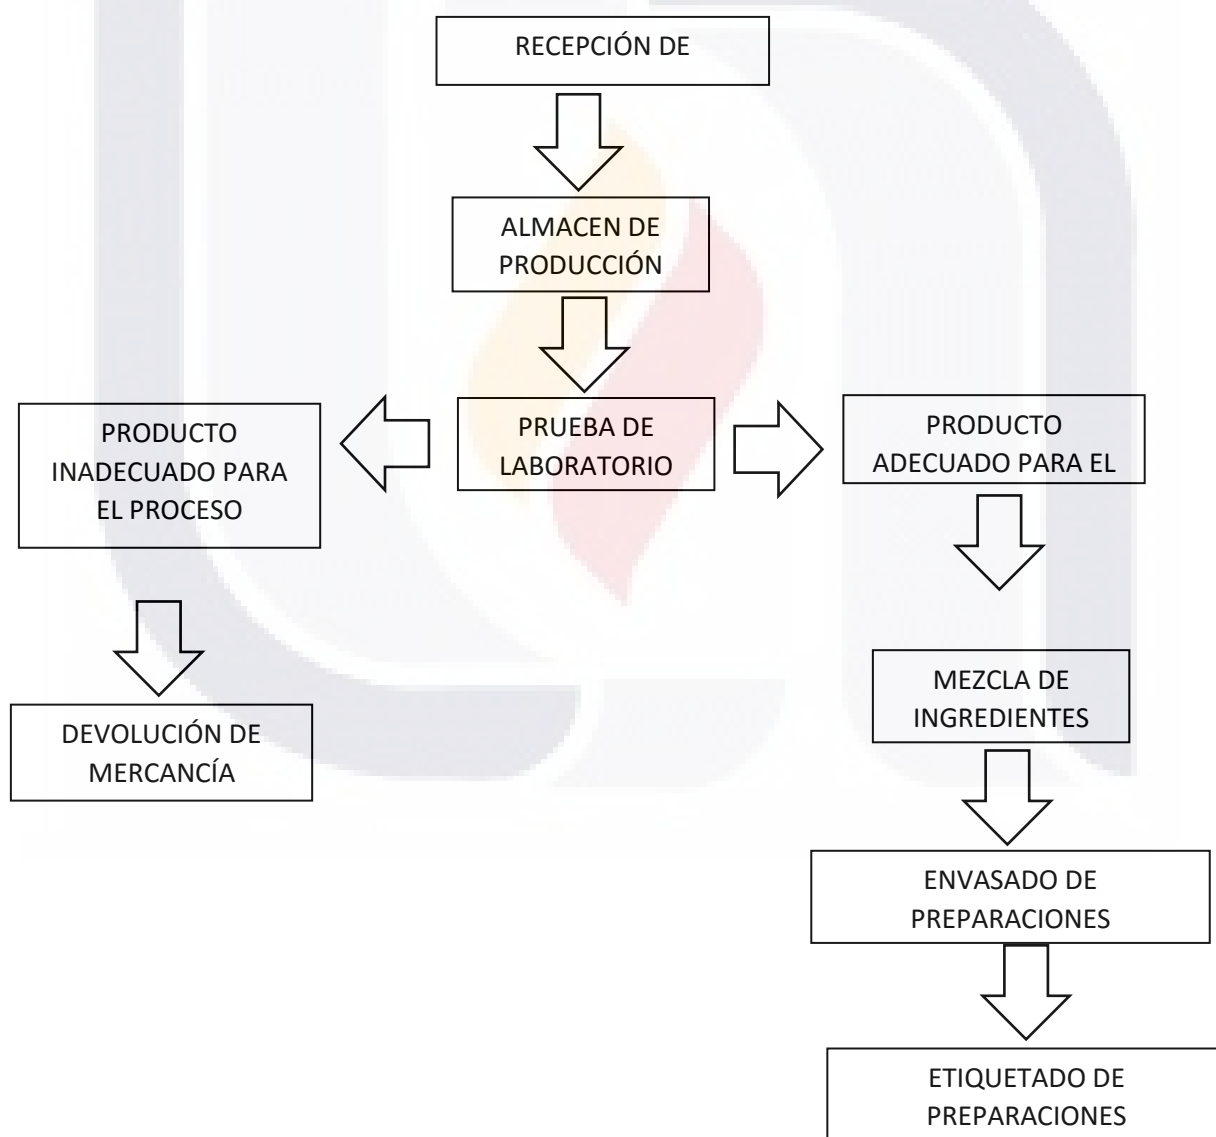 RECEPCIÓN DE
ALMACEN DE
PRODUCCIÓN
PRUEBA DE
LABORATORIO
PRODUCTO
INADECUADO PARA
EL PROCESO
PRODUCTO
ADECUADO PARA EL
DEVOLUCIÓN DE
MERCANCÍA
MEZCLA DE
INGREDIENTES
ENVASADO DE
PREPARACIONES
ETIQUETADO DE
PREPARACIONES